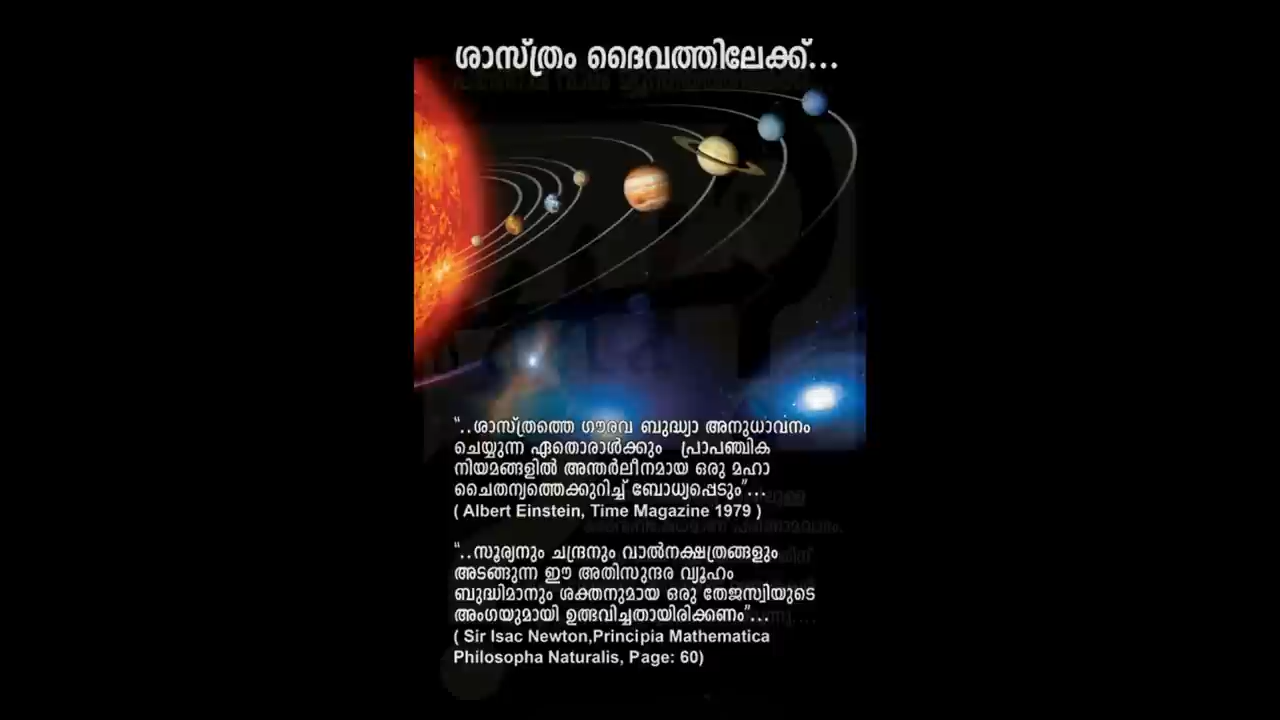 ശാസ്ത്രം ദൈവത്തിലേക്ക്...
“..ശാസ്ത്രത്തെ ഗൗരവ ബുദ്ധ്യാ അനുധാവനം
ചെയ്യുന്ന ഏതൊരാൾക്കും പ്രാപഞ്ചിക
നിയമങ്ങളിൽ അന്തർലീനമായ ഒരു മഹാ
ചൈതന്യത്തെക്കുറിച്ച് ബോധ്യപ്പെടും”...
( Albert Einstein, Time Magazine 1979 )
“..സൂര്യനും ചന്ദ്രനും വാൽനക്ഷത്രങ്ങളും
അടങ്ങുന്ന ഈ അതിസുന്ദര വ്യൂഹം
ബുദ്ധിമാനും ശക്തനുമായ ഒരു തേജസ്വിയുടെ
അംഗയുമായി ഉത്ഭവിച്ചതായിരിക്കണം”...
( Sir Isac Newton,Principia Mathematica
Philosopha Naturalis, Page: 60)